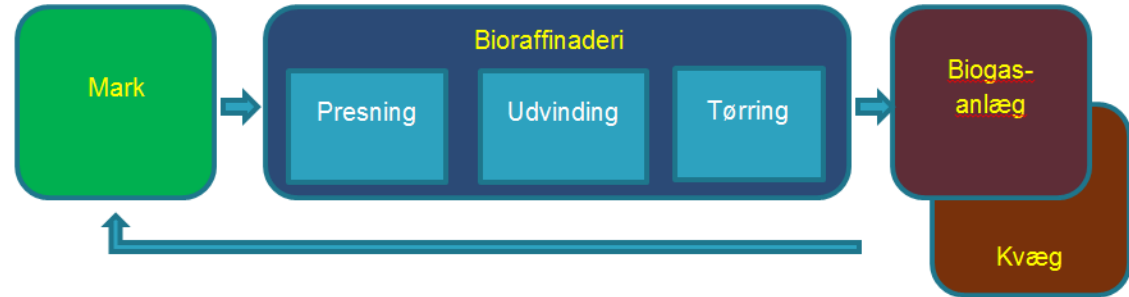 Mark
Bioraffinaderi
Presning
Udvinding
Tørring
Biogas-
anlæg
Kvæg